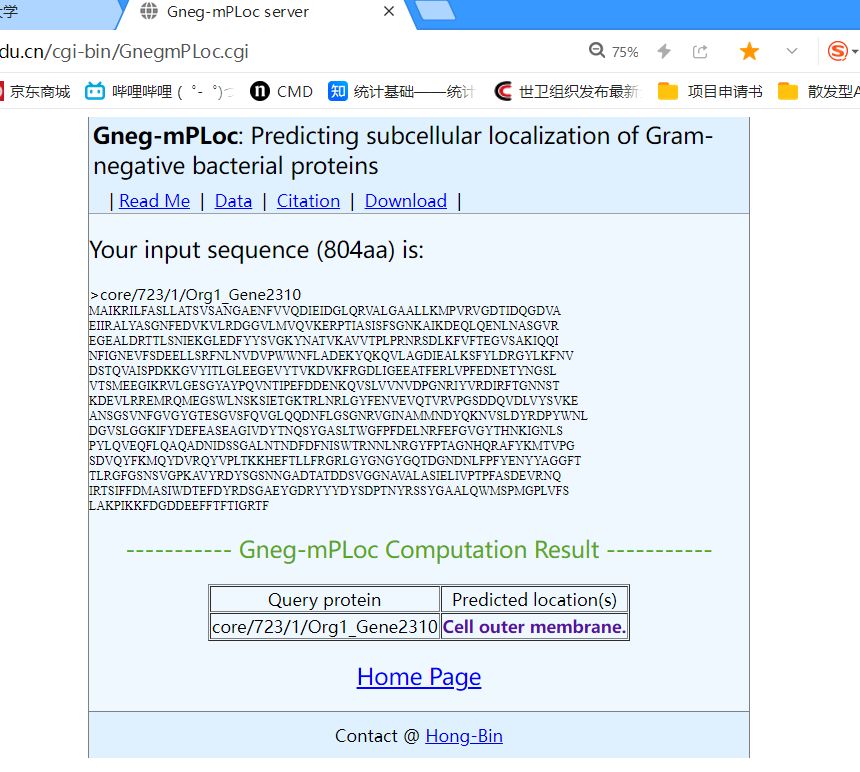 大学
Gneg-mPLoc server
du.cn/cgi-bin/GnegmPLoc.cgi
75%
京东商城
哔哩哔哩 ( ゜- ゜)つ
CMD
知 统计基础——统计
世卫组织发布最新
项目申请书
散发型A
Gneg-mPLoc: Predicting subcellular localization of Gram-
negative bacterial proteins
| Read Me | Data | Citation | Download |
Your input sequence (804aa) is:
>core/723/1/Org1_Gene2310
MAIKRILFASLLATSVSANGAENFVVQDIEIDGLQRVALGAALLKMPVRVGDTIDQGDVA
EIIRALYASGNFEDVKVLRDGGVLMVQVKERPTIASISFSGNKAIKDEQLQENLNASGVR
EGEALDRTTLSNIEKGLEDFYYSVGKYNATVKAVVTPLPRNRSDLKFVFTEGVSAKIQQI
NFIGNEVFSDEELLSRFNLNVDVPWWNFLADEKYQKQVLAGDIEALKSFYLDRGYLKFNV
DSTQVAISPDKKGVYITLGLEEGEVYTVKDVKFRGDLIGEEATFERLVPFEDNETYNGSL
VTSMEEGIKRVLGESGYAYPQVNTIPEFDDENKQVSLVVNVDPGNRIYVRDIRFTGNNST
KDEVLRREMRQMEGSWLNSKSIETGKTRLNRLGYFENVEVQTVRVPGSDDQVDLVYSVKE
ANSGSVNFGVGYGTESGVSFQVGLQQDNFLGSGNRVGINAMMNDYQKNVSLDYRDPYWNL
DGVSLGGKIFYDEFEASEAGIVDYTNQSYGASLTWGFPFDELNRFEFGVGYTHNKIGNLS
PYLQVEQFLQAQADNIDSSGALNTNDFDFNISWTRNNLNRGYFPTAGNHQRAFYKMTVPG
SDVQYFKMQYDVRQYVPLTKKHEFTLLFRGRLGYGNGYGQTDGNDNLFPFYENYYAGGFT
TLRGFGSNSVGPKAVYRDYSGSNNGADTATDDSVGGNAVALASIELIVPTPFASDEVRNQ
IRTSIFFDMASIWDTEFDYRDSGAEYGDRYYYDYSDPTNYRSSYGAALQWMSPMGPLVFS
LAKPIKKFDGDDEEFFTFTIGRTF
----------- Gneg-mPLoc Computation Result -----------
Query protein Predicted location(s)
core/723/1/Org1_Gene2310 Cell outer membrane.
Home Page
Contact @ Hong-Bin